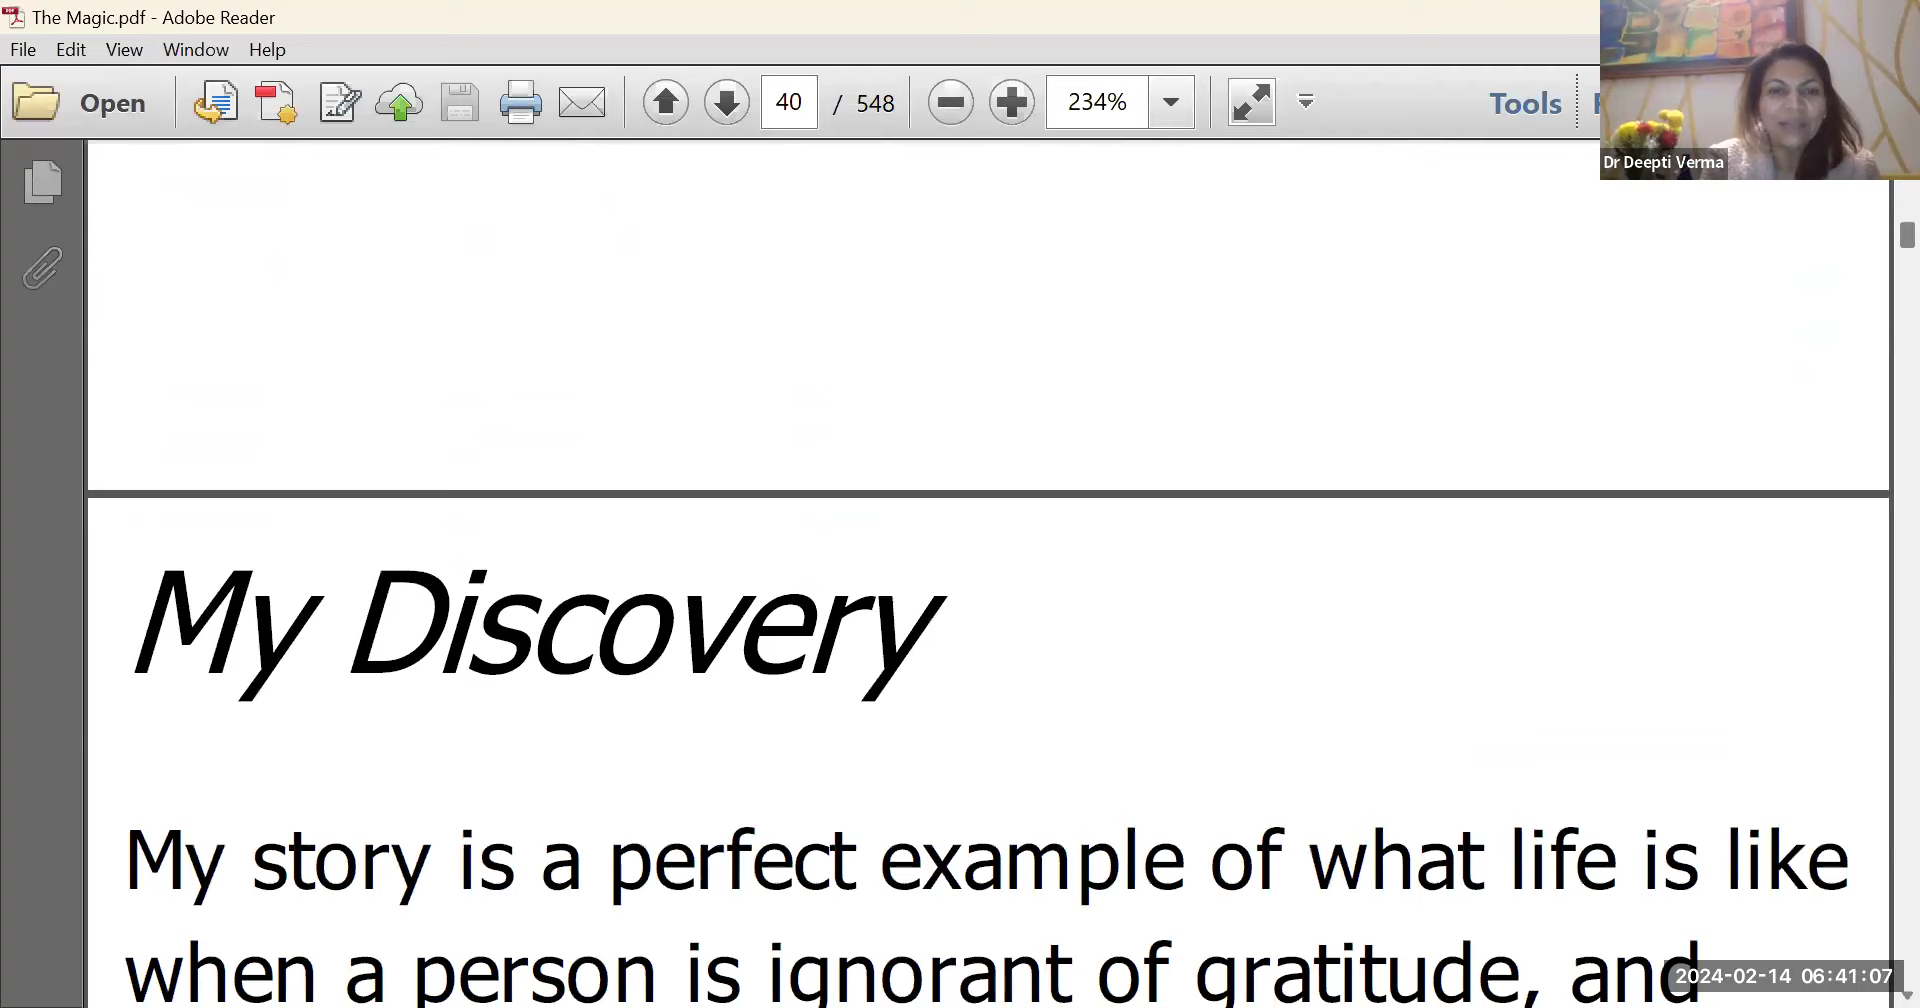 The Magic.pdf - Adobe Reader
File Edit View Window Help
Open 40 / 548 234% Tools
Dr Deepti Verma
My Discovery
My story is a perfect example of what life is like
when a person is ignorant of gratitude, and
2024-02-14 06:41:07